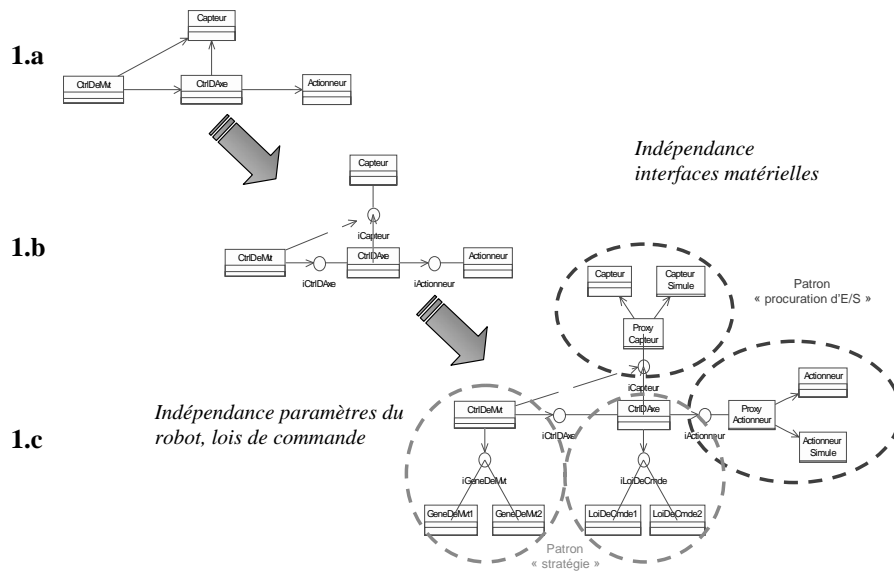 1.a
Capteur
CtrlDeMvt
CtrlDAxe
Actionneur
Indépendance
interfaces matérielles
Capteur
1.b
iCapteur
CtrlDeMvt
CtrlDAxe
Actionneur
iCtrlDAxe
iActionneur
Capteur
Capteur
Simule
Patron
« procuration d'E/S »
Proxy
Capteur
iCapteur
Indépendance paramètres du
robot, lois de commande
CtrlDeMvt
CtrlDAxe
Proxy
Actionneur
Actionneur
iCtrlDAxe
iActionneur
1.c
Actionneur
Simule
iGeneDeMvt
iLoiDeCmde
GeneDeMvt1
GeneDeMvt2
LoiDeCmde1
LoiDeCmde2
Patron
« stratégie »